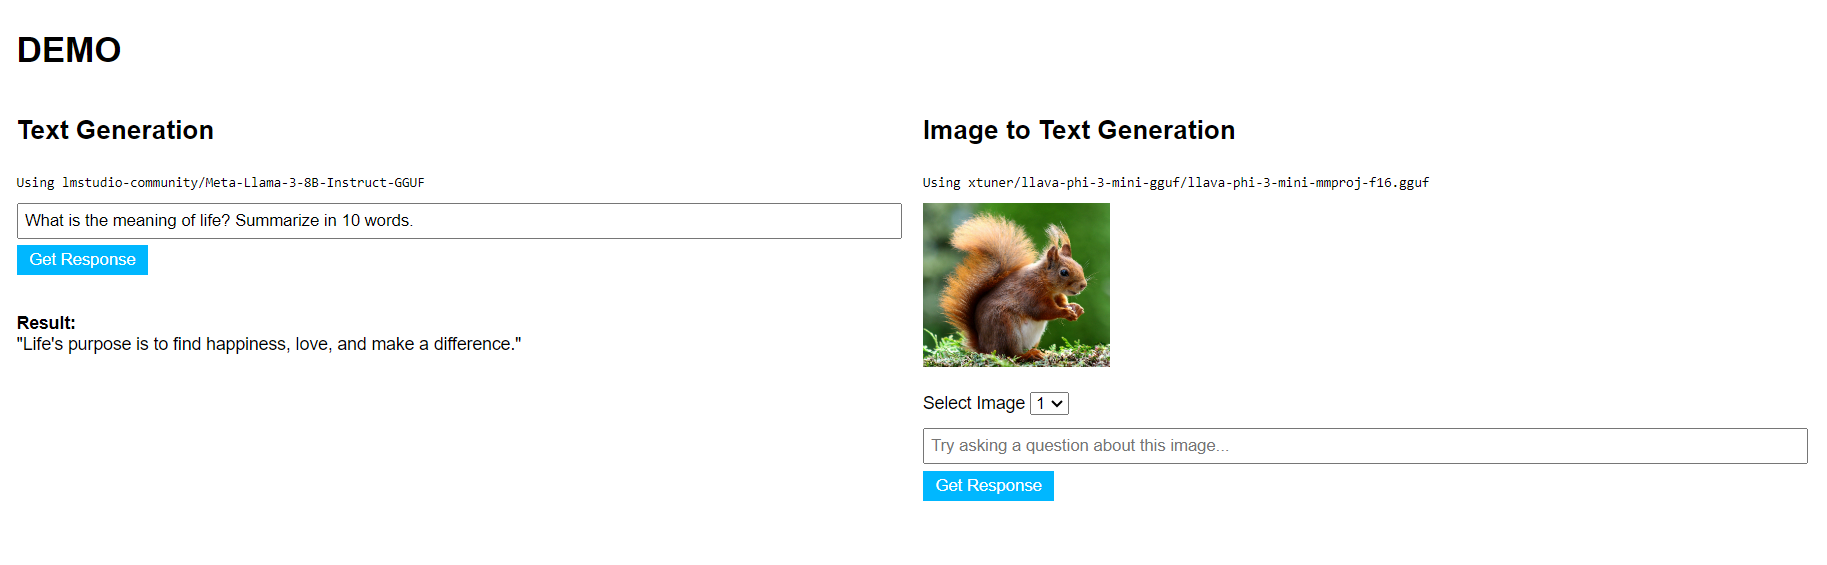 DEMO
Text Generation
Using lmstudio-community/Meta-Llama-3-8B-Instruct-GGUF
What is the meaning of life? Summarize in 10 words.
Get Response
Result:
"Life's purpose is to find happiness, love, and make a difference."
Image to Text Generation
Using xtuner/llava-phi-3-mini-gguf/llava-phi-3-mini-mmproj-f16.gguf
Select Image 1
Try asking a question about this image...
Get Response